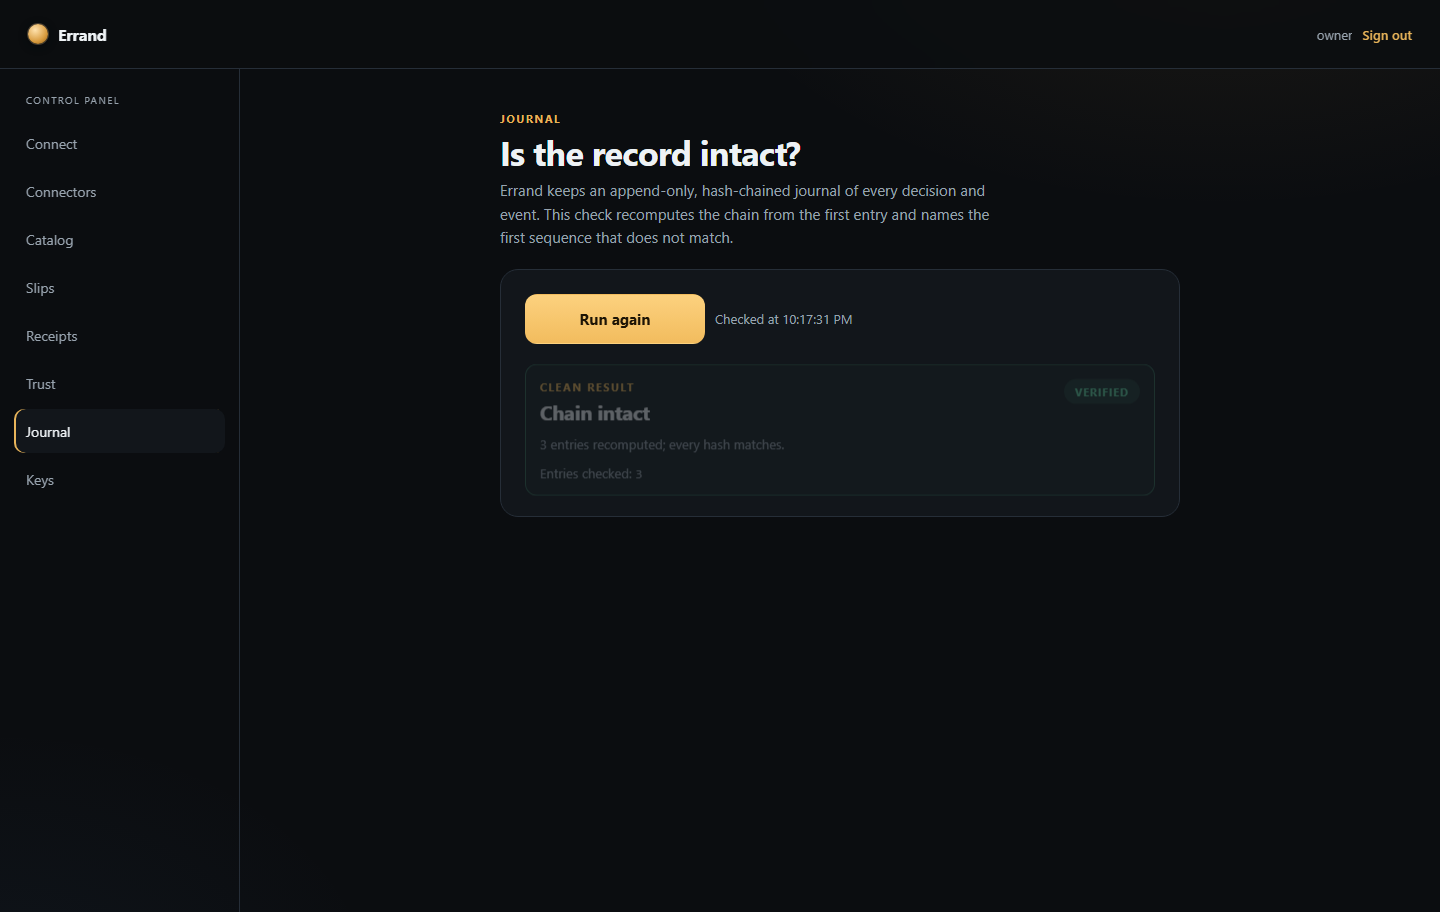 Errand
owner Sign out
CONTROL PANEL
Connect
Connectors
Catalog
Slips
Receipts
Trust
Journal
Keys
JOURNAL
Is the record intact?
Errand keeps an append-only, hash-chained journal of every decision and
event. This check recomputes the chain from the first entry and names the
first sequence that does not match.
Run again
Checked at 10:17:31 PM
CLEAN RESULT
VERIFIED
Chain intact
3 entries recomputed; every hash matches.
Entries checked: 3